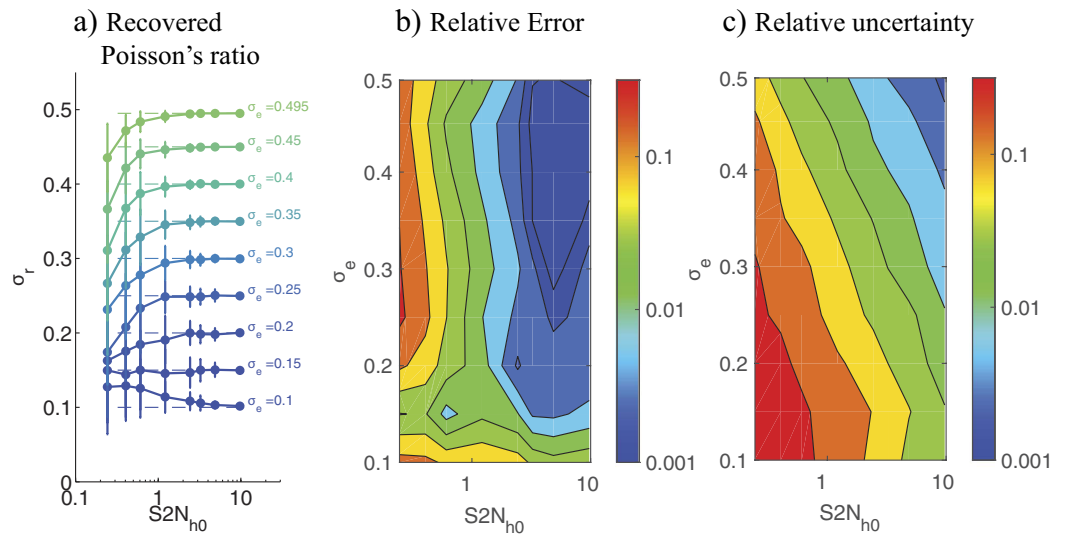 a) Recovered
Poisson's ratio
b) Relative Error
c) Relative uncertainty
0.5
0.4
0.3
0.2
0.1
0
σr
σe=0.495
σe=0.45
σe=0.4
σe=0.35
σe=0.3
σe=0.25
σe=0.2
σe=0.15
σe=0.1
0.1
1
10
S2Nh0
0.5
0.4
0.3
0.2
0.1
σe
1
10
S2Nh0
0.1
0.01
0.001
0.5
0.4
0.3
0.2
0.1
σe
1
10
S2Nh0
0.1
0.01
0.001